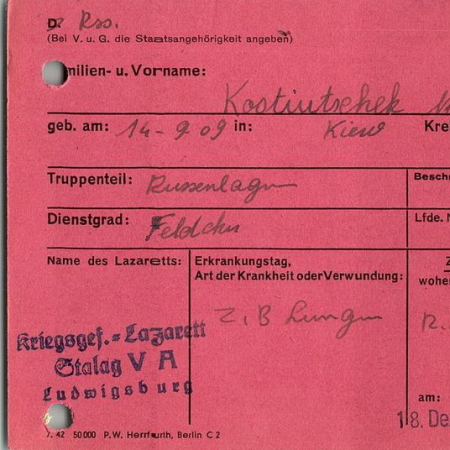 D. Rss.
(Bei V. u. G. die Staatsangehörigkeit angeben)
milien- u. Vorname:
Kostiutschek
geb. am: 14-9.09 in: Kiew Kre
Truppenteil: Russenlager Besch
Dienstgrad: Lfde. N
Name des Lazaretts: Erkrankungstag,
Art der Krankheit oder Verwundung:
wohe
Z, B Lungen R.
Kriegsgef.-Lazarett
Stalag V A
Ludwigsburg
am:
18. De
7. 42 50000 P.W. Herrfurth, Berlin C 2